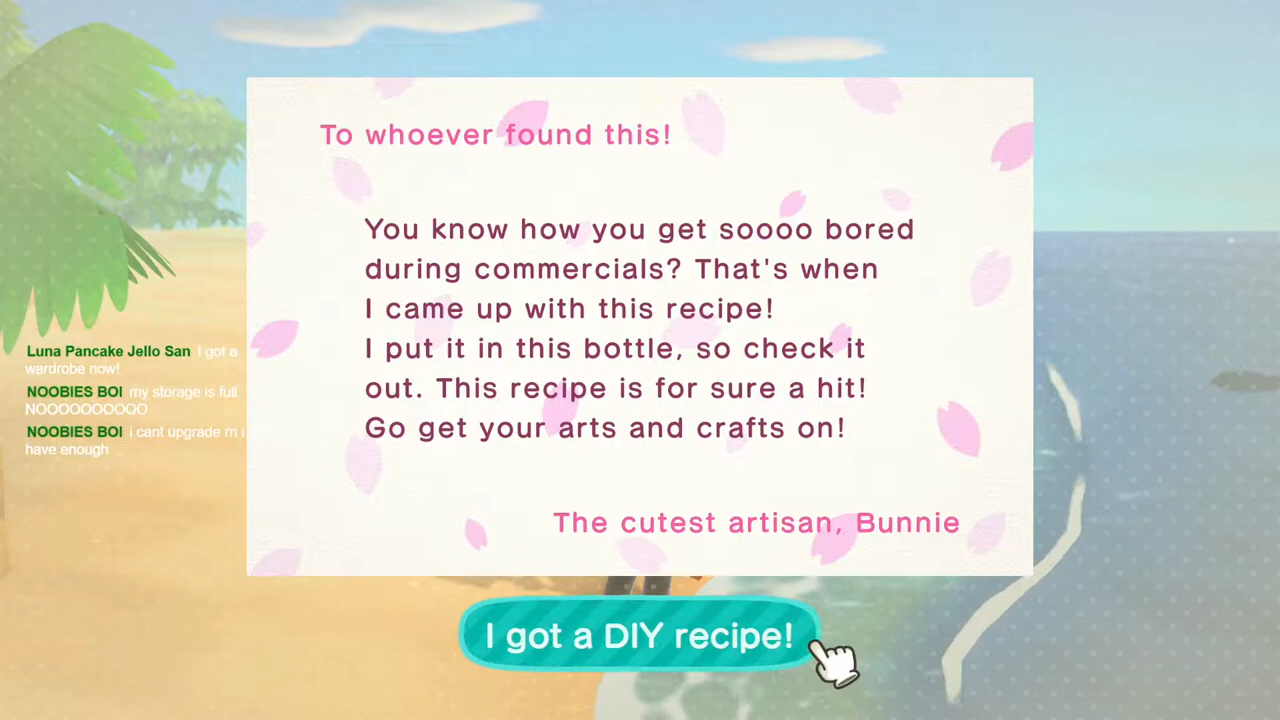 To whoever found this!
You know how you get soooo bored
during commercials? That's when
I came up with this recipe!
I put it in this bottle, so check it
out. This recipe is for sure a hit!
Go get your arts and crafts on!
The cutest artisan, Bunnie
I got a DIY recipe!
Luna Pancake Jello San I got a
wardrobe now!
NOOBIES BOI my storage is full
NOOOOOOOOOO
NOOBIES BOI i cant upgrade m i
have enough